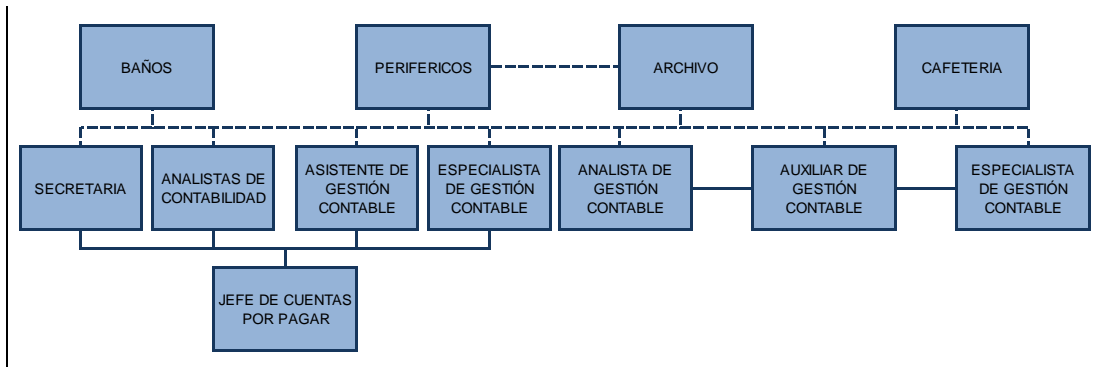 BAÑOS
PERIFERICOS
ARCHIVO
CAFETERIA
SECRETARIA
ANALISTAS DE
CONTABILIDAD
ASISTENTE DE
GESTIÓN
CONTABLE
ESPECIALISTA
DE GESTIÓN
CONTABLE
ANALISTA DE
GESTIÓN
CONTABLE
AUXILIAR DE
GESTIÓN
CONTABLE
ESPECIALISTA
DE GESTIÓN
CONTABLE
JEFE DE CUENTAS
POR PAGAR